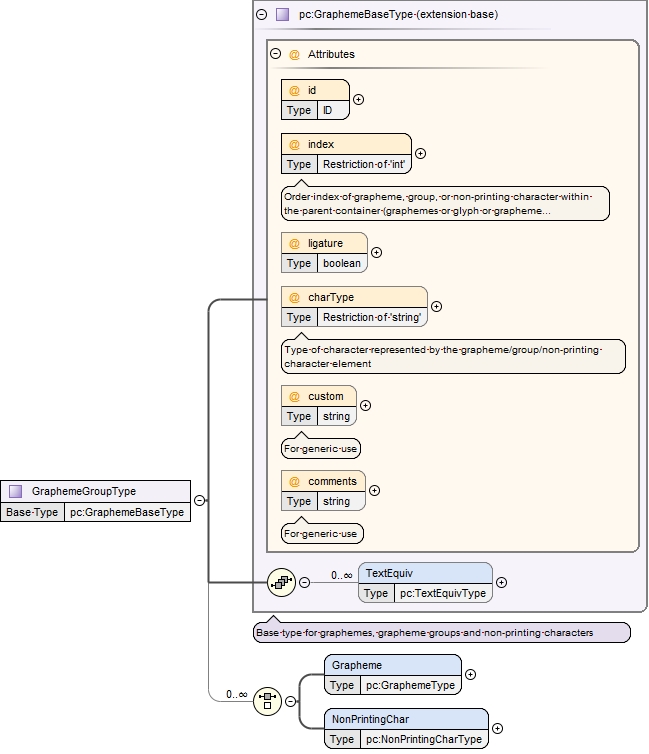 pc:GraphemeBaseType·(extension·base)
@ Attributes
@ id
Type ID
@ index
Type Restriction·of·'int'
Order·index·of·grapheme,·group,·or·non-printing·character·within·
the·parent·container·(graphemes·or·glyph·or·grapheme...
@ ligature
Type boolean
@ charType
Type Restriction·of·'string'
Type·of·character·represented·by·the·grapheme/group/non-printing·
character·element
@ custom
Type string
For·generic·use
@ comments
Type string
For·generic·use
GraphemeGroupType
Base·Type pc:GraphemeBaseType
0..∞
TextEquiv
Type pc:TextEquivType
Base·type·for·graphemes,·grapheme·groups·and·non-printing·characters
0..∞
Grapheme
Type pc:GraphemeType
NonPrintingChar
Type pc:NonPrintingCharType